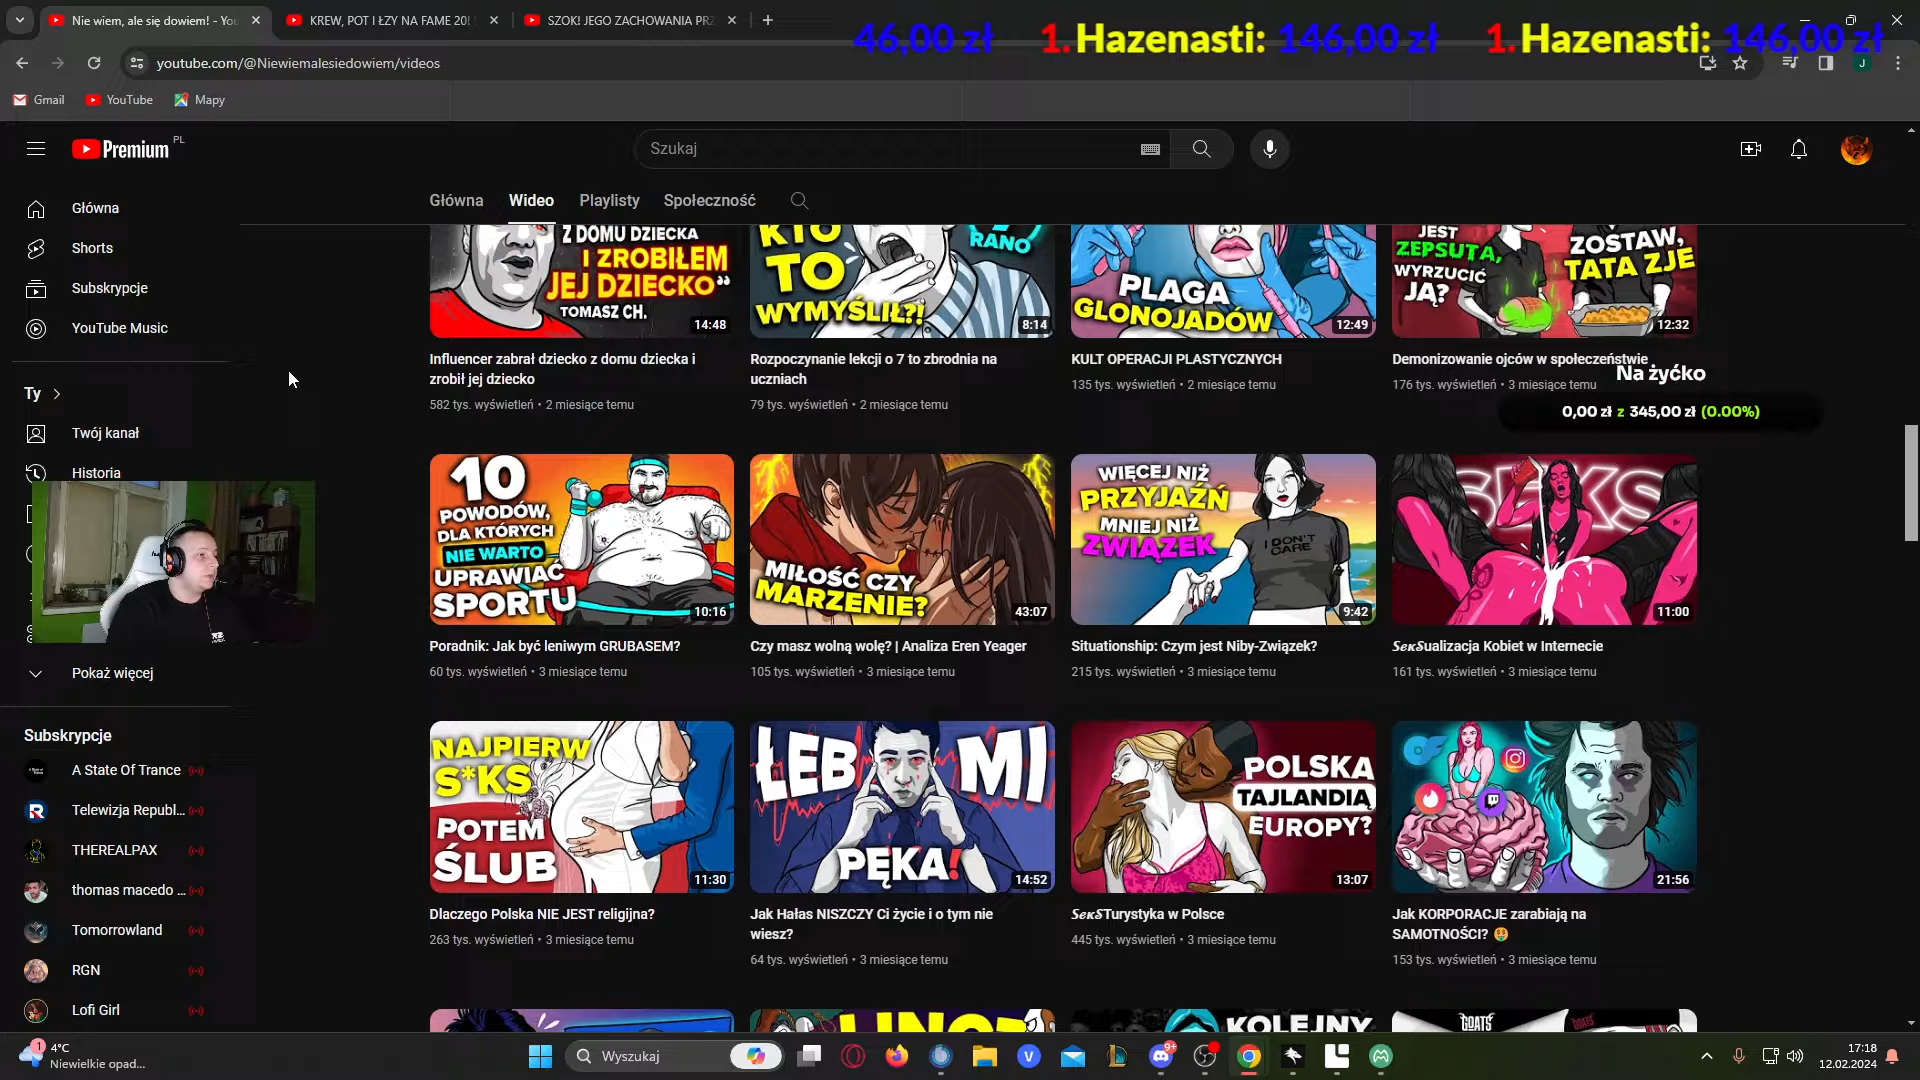 Nie wiem, ale się dowiem! - Yo
KREW, POT I ŁZY NA FAME 20!
SZOK! JEGO ZACHOWANIA PRZ
46,00 zł 1. Hazenasti: 146,00 zł 1. Hazenasti: 146,00 zł
youtube.com/@Niewiemalesiedowiem/videos
J
Gmail
YouTube
Mapy
Premium PL
Szukaj
Główna
Wideo
Playlisty
Społeczność
Główna
Shorts
Subskrypcje
YouTube Music
Ty
Twój kanał
Historia
Pokaż więcej
Subskrypcje
A State Of Trance
Telewizja Republ...
THEREALPAX
thomas macedo ...
Tomorrowland
RGN
Lofi Girl
Z DOMU DZIECKA
I ZROBIŁEM
JEJ DZIECKO”
TOMASZ CH.
14:48
Influencer zabrał dziecko z domu dziecka i
zrobił jej dziecko
582 tys. wyświetleń • 2 miesiące temu
KTO
TO
WYMYŚLIŁ?!
RANO
8:14
Rozpoczynanie lekcji o 7 to zbrodnia na
uczniach
79 tys. wyświetleń • 2 miesiące temu
PLAGA
GLONOJADÓW
12:49
KULT OPERACJI PLASTYCZNYCH
135 tys. wyświetleń • 2 miesiące temu
JEST
ZEPSUTA,
WYRZUCIĆ
JĄ?
ZOSTAW,
TATA ZJE
12:32
Demonizowanie ojców w społeczeństwie
176 tys. wyświetleń • 3 miesiące temu
Na żyćko
0,00 zł z 345,00 zł (0.00%)
10
POWODÓW,
DLA KTÓRYCH
NIE WARTO
UPRAWIAĆ
SPORTU
10:16
Poradnik: Jak być leniwym GRUBASEM?
60 tys. wyświetleń • 3 miesiące temu
MIŁOŚĆ CZY
MARZENIE?
43:07
Czy masz wolną wolę? | Analiza Eren Yeager
105 tys. wyświetleń • 3 miesiące temu
WIĘCEJ NIŻ
PRZYJAŹŃ
MNIEJ NIŻ
ZWIĄZEK
I DON'T
CARE
9:42
Situationship: Czym jest Niby-Związek?
215 tys. wyświetleń • 3 miesiące temu
SEKS
11:00
SeκSualizacja Kobiet w Internecie
161 tys. wyświetleń • 3 miesiące temu
NAJPIERW
S*KS
POTEM
ŚLUB
11:30
Dlaczego Polska NIE JEST religijna?
263 tys. wyświetleń • 3 miesiące temu
ŁEB MI
PĘKA!
14:52
Jak Hałas NISZCZY Ci życie i o tym nie
wiesz?
64 tys. wyświetleń • 3 miesiące temu
POLSKA
TAJLANDIĄ
EUROPY?
13:07
SeκSTurystyka w Polsce
445 tys. wyświetleń • 3 miesiące temu
21:56
Jak KORPORACJE zarabiają na
SAMOTNOŚCI? 🤑
153 tys. wyświetleń • 3 miesiące temu
KOLEJNY
GOATS
1
4°C
Niewielkie opad...
Wyszukaj
9+
17:18
12.02.2024